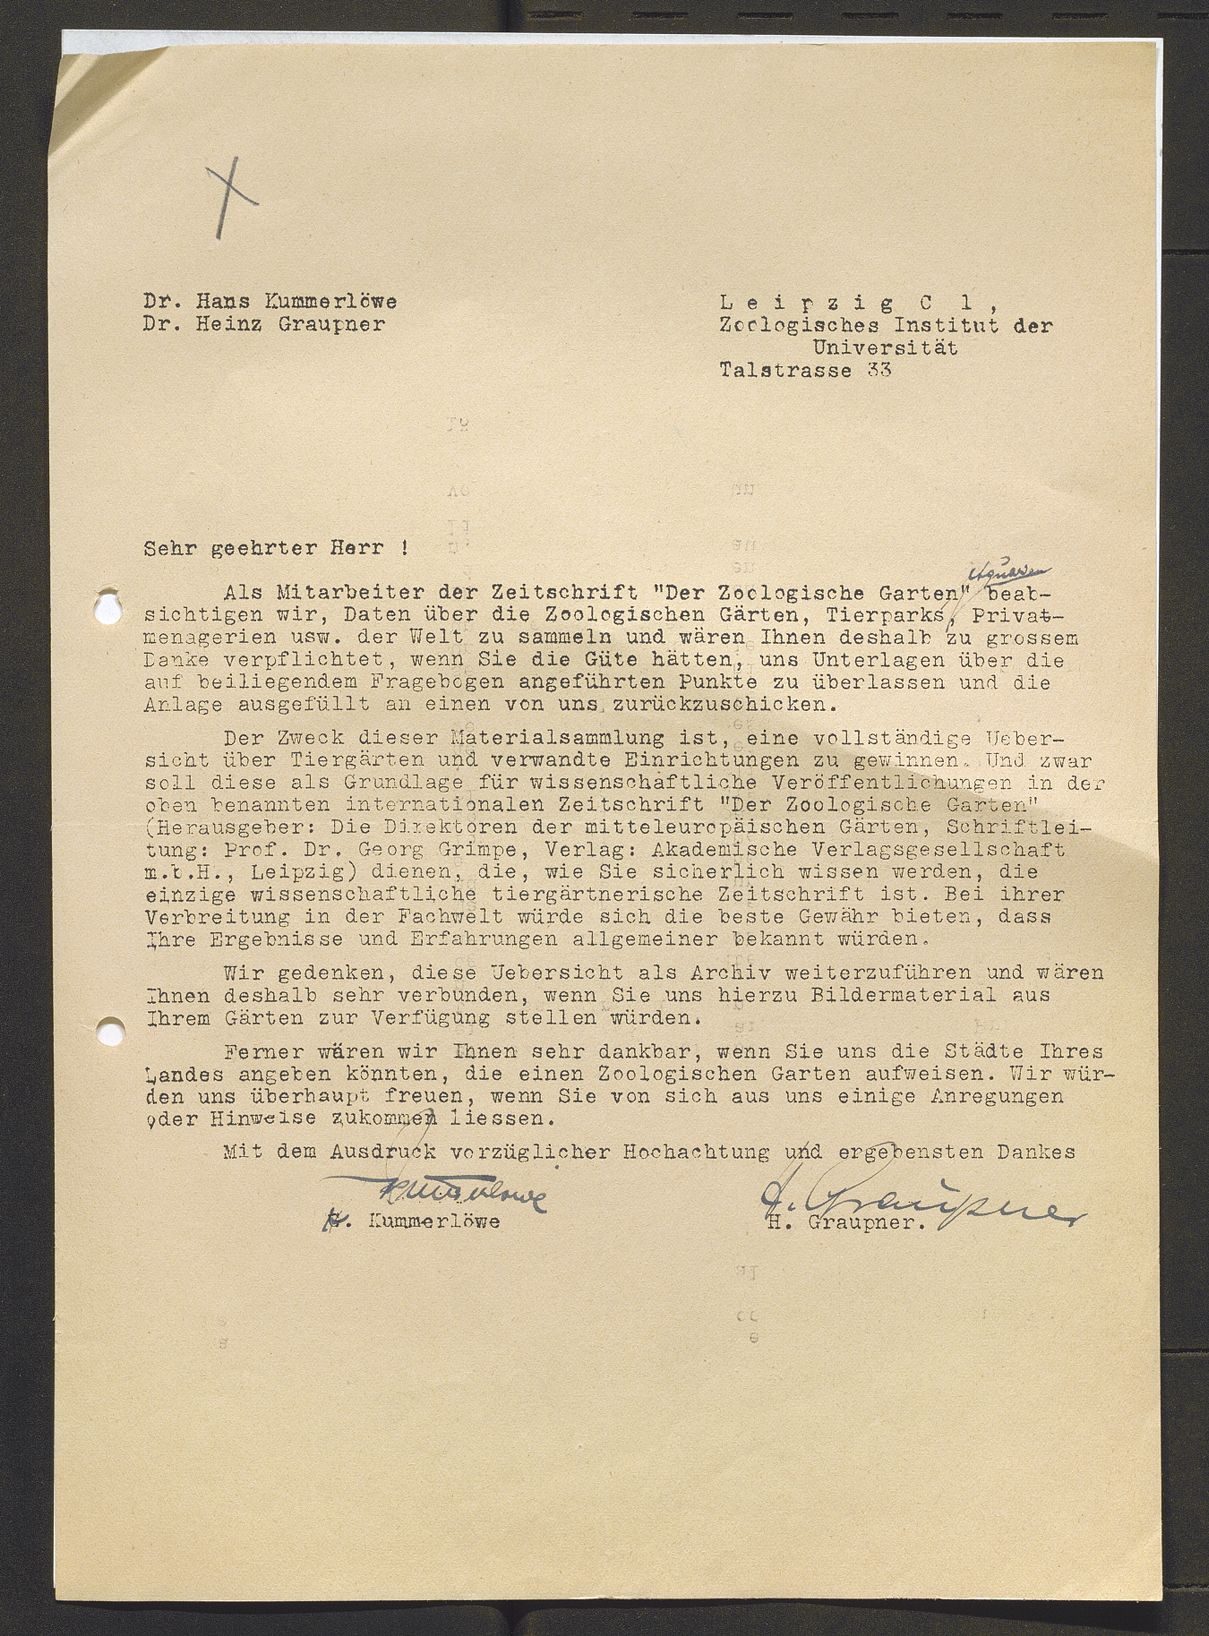 Dr. Hans Kummerlöwe
Dr. Heinz Graupner
L e i p z i g C 1 ,
Zoologisches Institut der
Universität
Talstrasse 33
Sehr geehrter Herr !
Aquarien
Als Mitarbeiter der Zeitschrift "Der Zoologische Garten" beab-
sichtigen wir, Daten über die Zoologischen Gärten, Tierparks, Privat-
menagerien usw. der Welt zu sammeln und wären Ihnen deshalb zu grossem
Danke verpflichtet, wenn Sie die Güte hätten, uns Unterlagen über die
auf beiliegendem Fragebogen angeführten Punkte zu überlassen und die
Anlage ausgefüllt an einen von uns zurückzuschicken.
Der Zweck dieser Materialsammlung ist, eine vollständige Ueber-
sicht über Tiergärten und verwandte Einrichtungen zu gewinnen. Und zwar
soll diese als Grundlage für wissenschaftliche Veröffentlichungen in der
oben benannten internationalen Zeitschrift "Der Zoologische Garten"
(Herausgeber: Die Direktoren der mitteleuropäischen Gärten, Schriftlei-
tung: Prof. Dr. Georg Grimpe, Verlag: Akademische Verlagsgesellschaft
m.b.H., Leipzig) dienen, die, wie Sie sicherlich wissen werden, die
einzige wissenschaftliche tiergärtnerische Zeitschrift ist. Bei ihrer
Verbreitung in der Fachwelt würde sich die beste Gewähr bieten, dass
Ihre Ergebnisse und Erfahrungen allgemeiner bekannt würden.
Wir gedenken, diese Uebersicht als Archiv weiterzuführen und wären
Ihnen deshalb sehr verbunden, wenn Sie uns hierzu Bildermaterial aus
Ihrem Gärten zur Verfügung stellen würden.
Ferner wären wir Ihnen sehr dankbar, wenn Sie uns die Städte Ihres
Landes angeben könnten, die einen Zoologischen Garten aufweisen. Wir wür-
den uns überhaupt freuen, wenn Sie von sich aus uns einige Anregungen
oder Hinweise zukommen liessen.
Mit dem Ausdruck vorzüglicher Hochachtung und ergebensten Dankes
Kummerlöwe
H. Graupner
H. Kummerlöwe
H. Graupner.